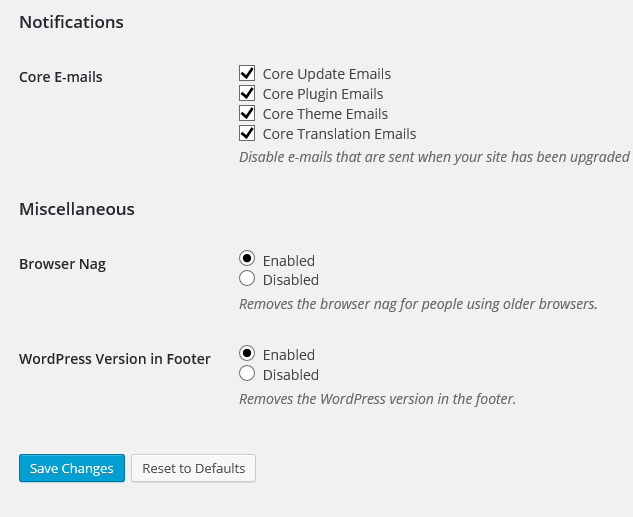 Notifications
Core E-mails
Core Update Emails
Core Plugin Emails
Core Theme Emails
Core Translation Emails
Disable e-mails that are sent when your site has been upgraded
Miscellaneous
Browser Nag
Enabled
Disabled
Removes the browser nag for people using older browsers.
WordPress Version in Footer
Enabled
Disabled
Removes the WordPress version in the footer.
Save Changes
Reset to Defaults